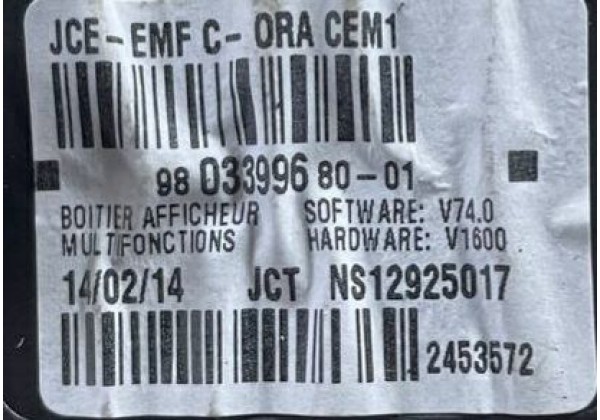 JCE-EMF C-ORA CEM1
98 033996 80-01
BOITIER AFFICHEUR SOFTWARE: V74.0
MULTIFONCTIONS HARDWARE: V1600
14/02/14 JCT NS12925017
2453572